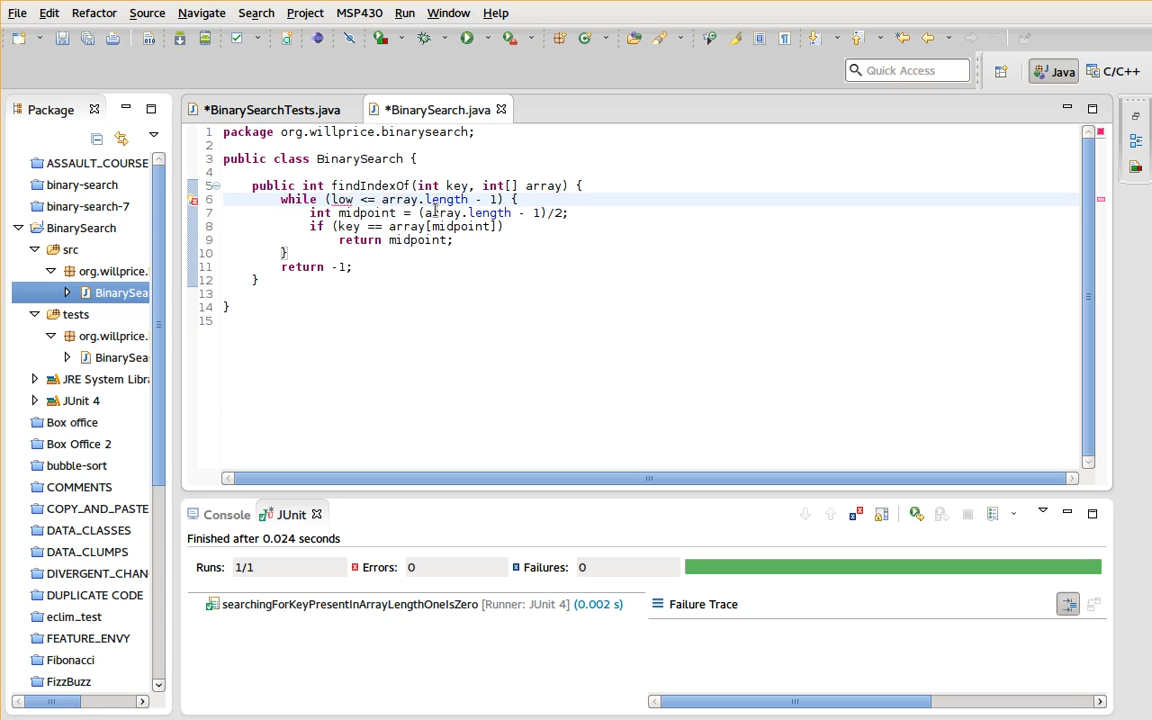 File Edit Refactor Source Navigate Search Project MSP430 Run Window Help
Quick Access
Java
C/C++
Package
*BinarySearchTests.java
*BinarySearch.java
ASSAULT_COURSE
binary-search
binary-search-7
BinarySearch
src
org.willprice.
BinarySea
tests
org.willprice.
BinarySea
JRE System Libr
JUnit 4
Box office
Box Office 2
bubble-sort
COMMENTS
COPY_AND_PASTE
DATA_CLASSES
DATA_CLUMPS
DIVERGENT_CHAN
DUPLICATE CODE
eclim_test
FEATURE_ENVY
Fibonacci
FizzBuzz
1 package org.willprice.binarysearch;
2
3 public class BinarySearch {
4
5 public int findIndexOf(int key, int[] array) {
6 while (low <= array.length - 1) {
7 int midpoint = (array.length - 1)/2;
8 if (key == array[midpoint])
9 return midpoint;
10 }
11 return -1;
12 }
13
14 }
15
Console
JUnit
Finished after 0.024 seconds
Runs: 1/1 Errors: 0 Failures: 0
searchingForKeyPresentInArrayLengthOneIsZero [Runner: JUnit 4] (0.002 s)
Failure Trace